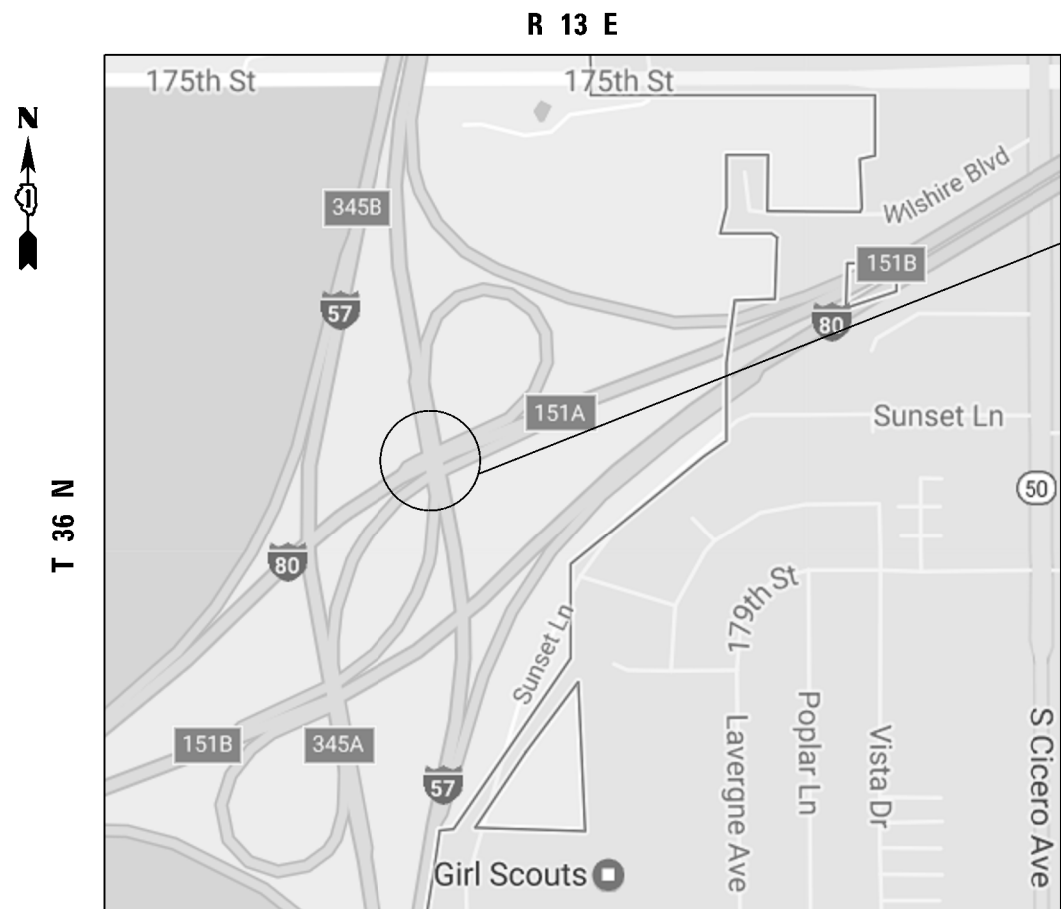 R 13 E
175th St
175th St
N
345B
Wilshire Blvd
151B
57
80
151A
Sunset Ln
50
T 36 N
80
179th St
Sunset Ln
151B
345A
57
Lavergne Ave
Poplar Ln
Vista Dr
S Cicero Ave
Girl Scouts